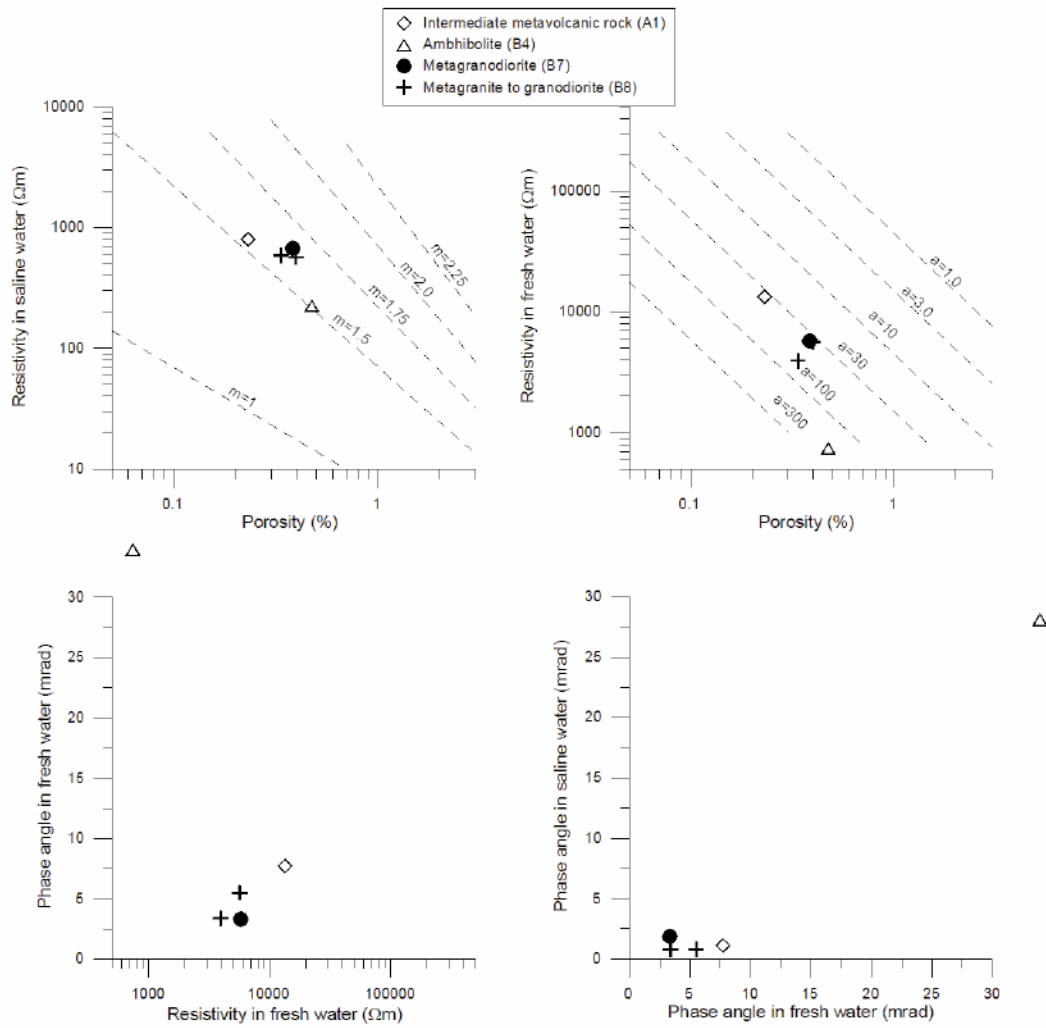 Intermediate metavolcanic rock (A1)
Ambhibolite (B4)
Metagranodiorite (B7)
Metagranite to granodiorite (B8)
10000
1000
100
10
Resistivity in saline water (Ωm)
m=2.25
m=2.0
m=1.75
m=1.5
m=1
0.1
1
Porosity (%)
100000
10000
1000
Resistivity in fresh water (Ωm)
a=1.0
a=3.0
a=10
a=30
a=100
a=300
0.1
1
Porosity (%)
30
25
20
15
10
5
0
Phase angle in fresh water (mrad)
1000
10000
100000
Resistivity in fresh water (Ωm)
30
25
20
15
10
5
0
Phase angle in saline water (mrad)
0
5
10
15
20
25
30
Phase angle in fresh water (mrad)